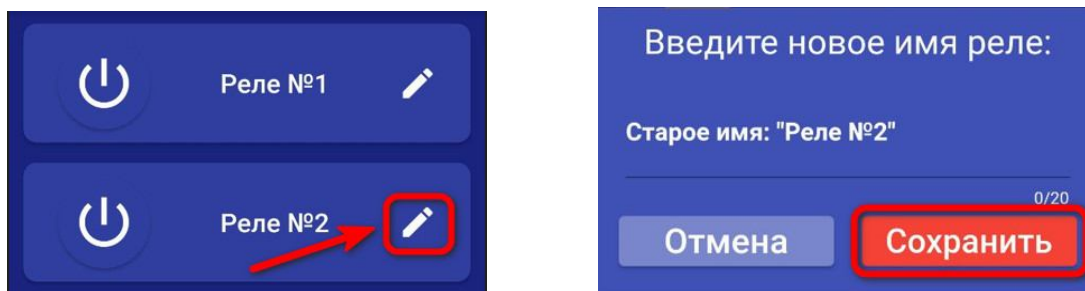 Реле №1
Реле №2
Введите новое имя реле:
Старое имя: "Реле №2"
0/20
Отмена
Сохранить